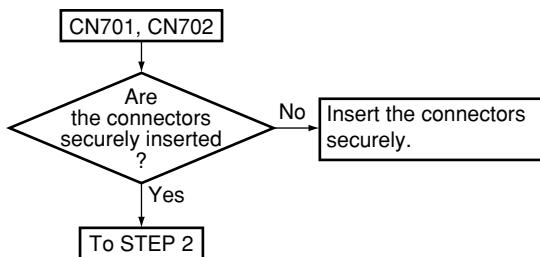 CN701, CN702
Are
the connectors
securely inserted
?
No
Insert the connectors
securely.
Yes
To STEP 2